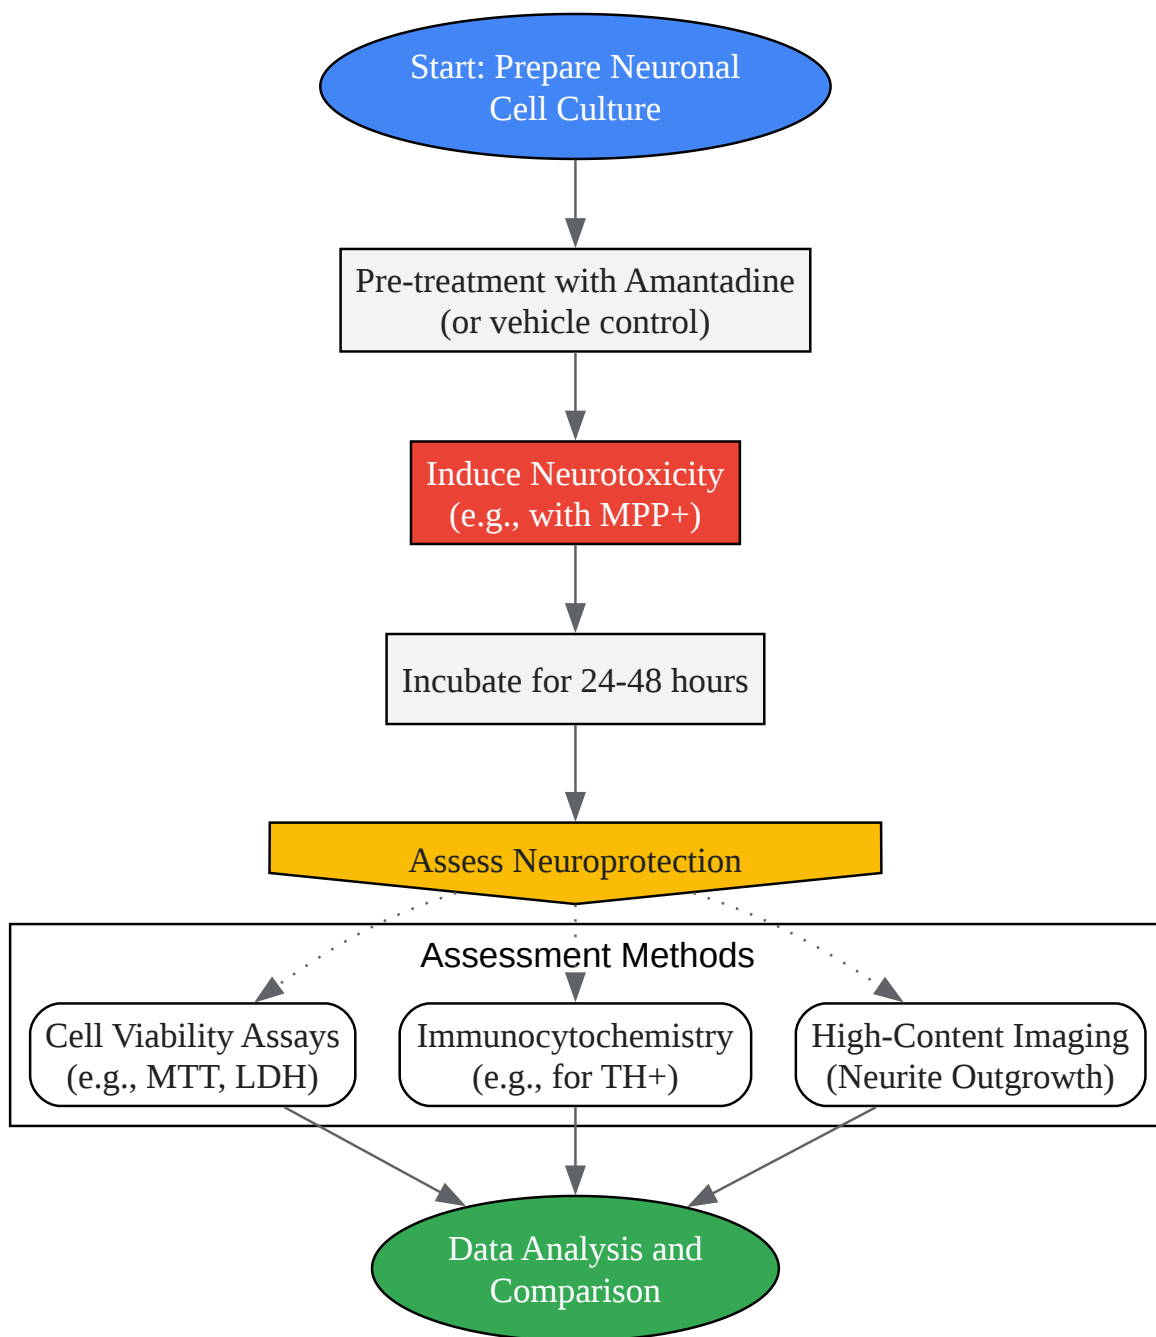 Start: Prepare Neuronal
Cell Culture
Pre-treatment with Amantadine
(or vehicle control)
Induce Neurotoxicity
(e.g., with MPP+)
Incubate for 24-48 hours
Assess Neuroprotection
Assessment Methods
Cell Viability Assays
(e.g., MTT, LDH)
Immunocytochemistry
(e.g., for TH+)
High-Content Imaging
(Neurite Outgrowth)
Data Analysis and
Comparison